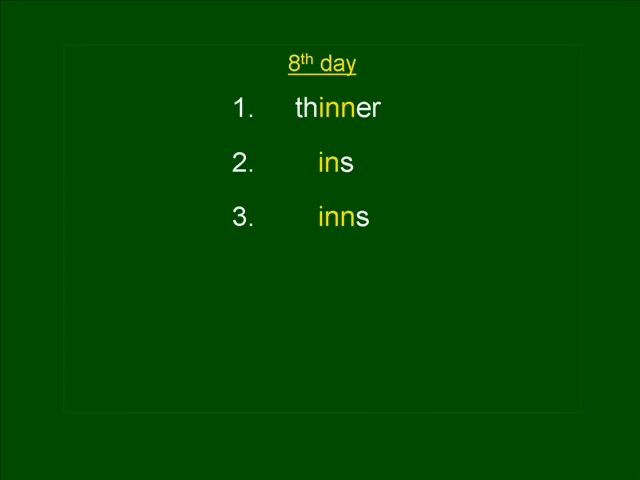 8th day
1. thinner
2. ins
3. inns